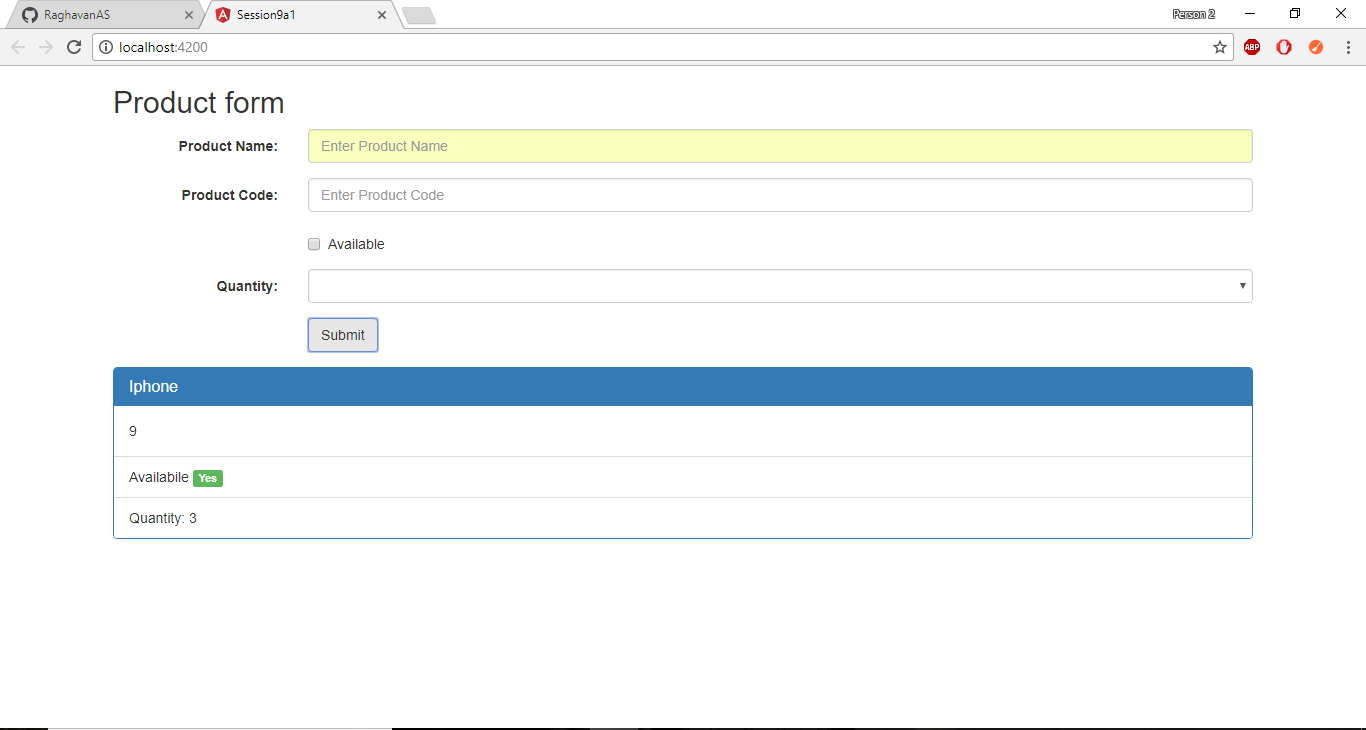 RaghavanAS
Session9a1
Person 2
localhost:4200
ABP
Product form
Product Name:
Enter Product Name
Product Code:
Enter Product Code
Available
Quantity:
Submit
Iphone
9
Availabile Yes
Quantity: 3